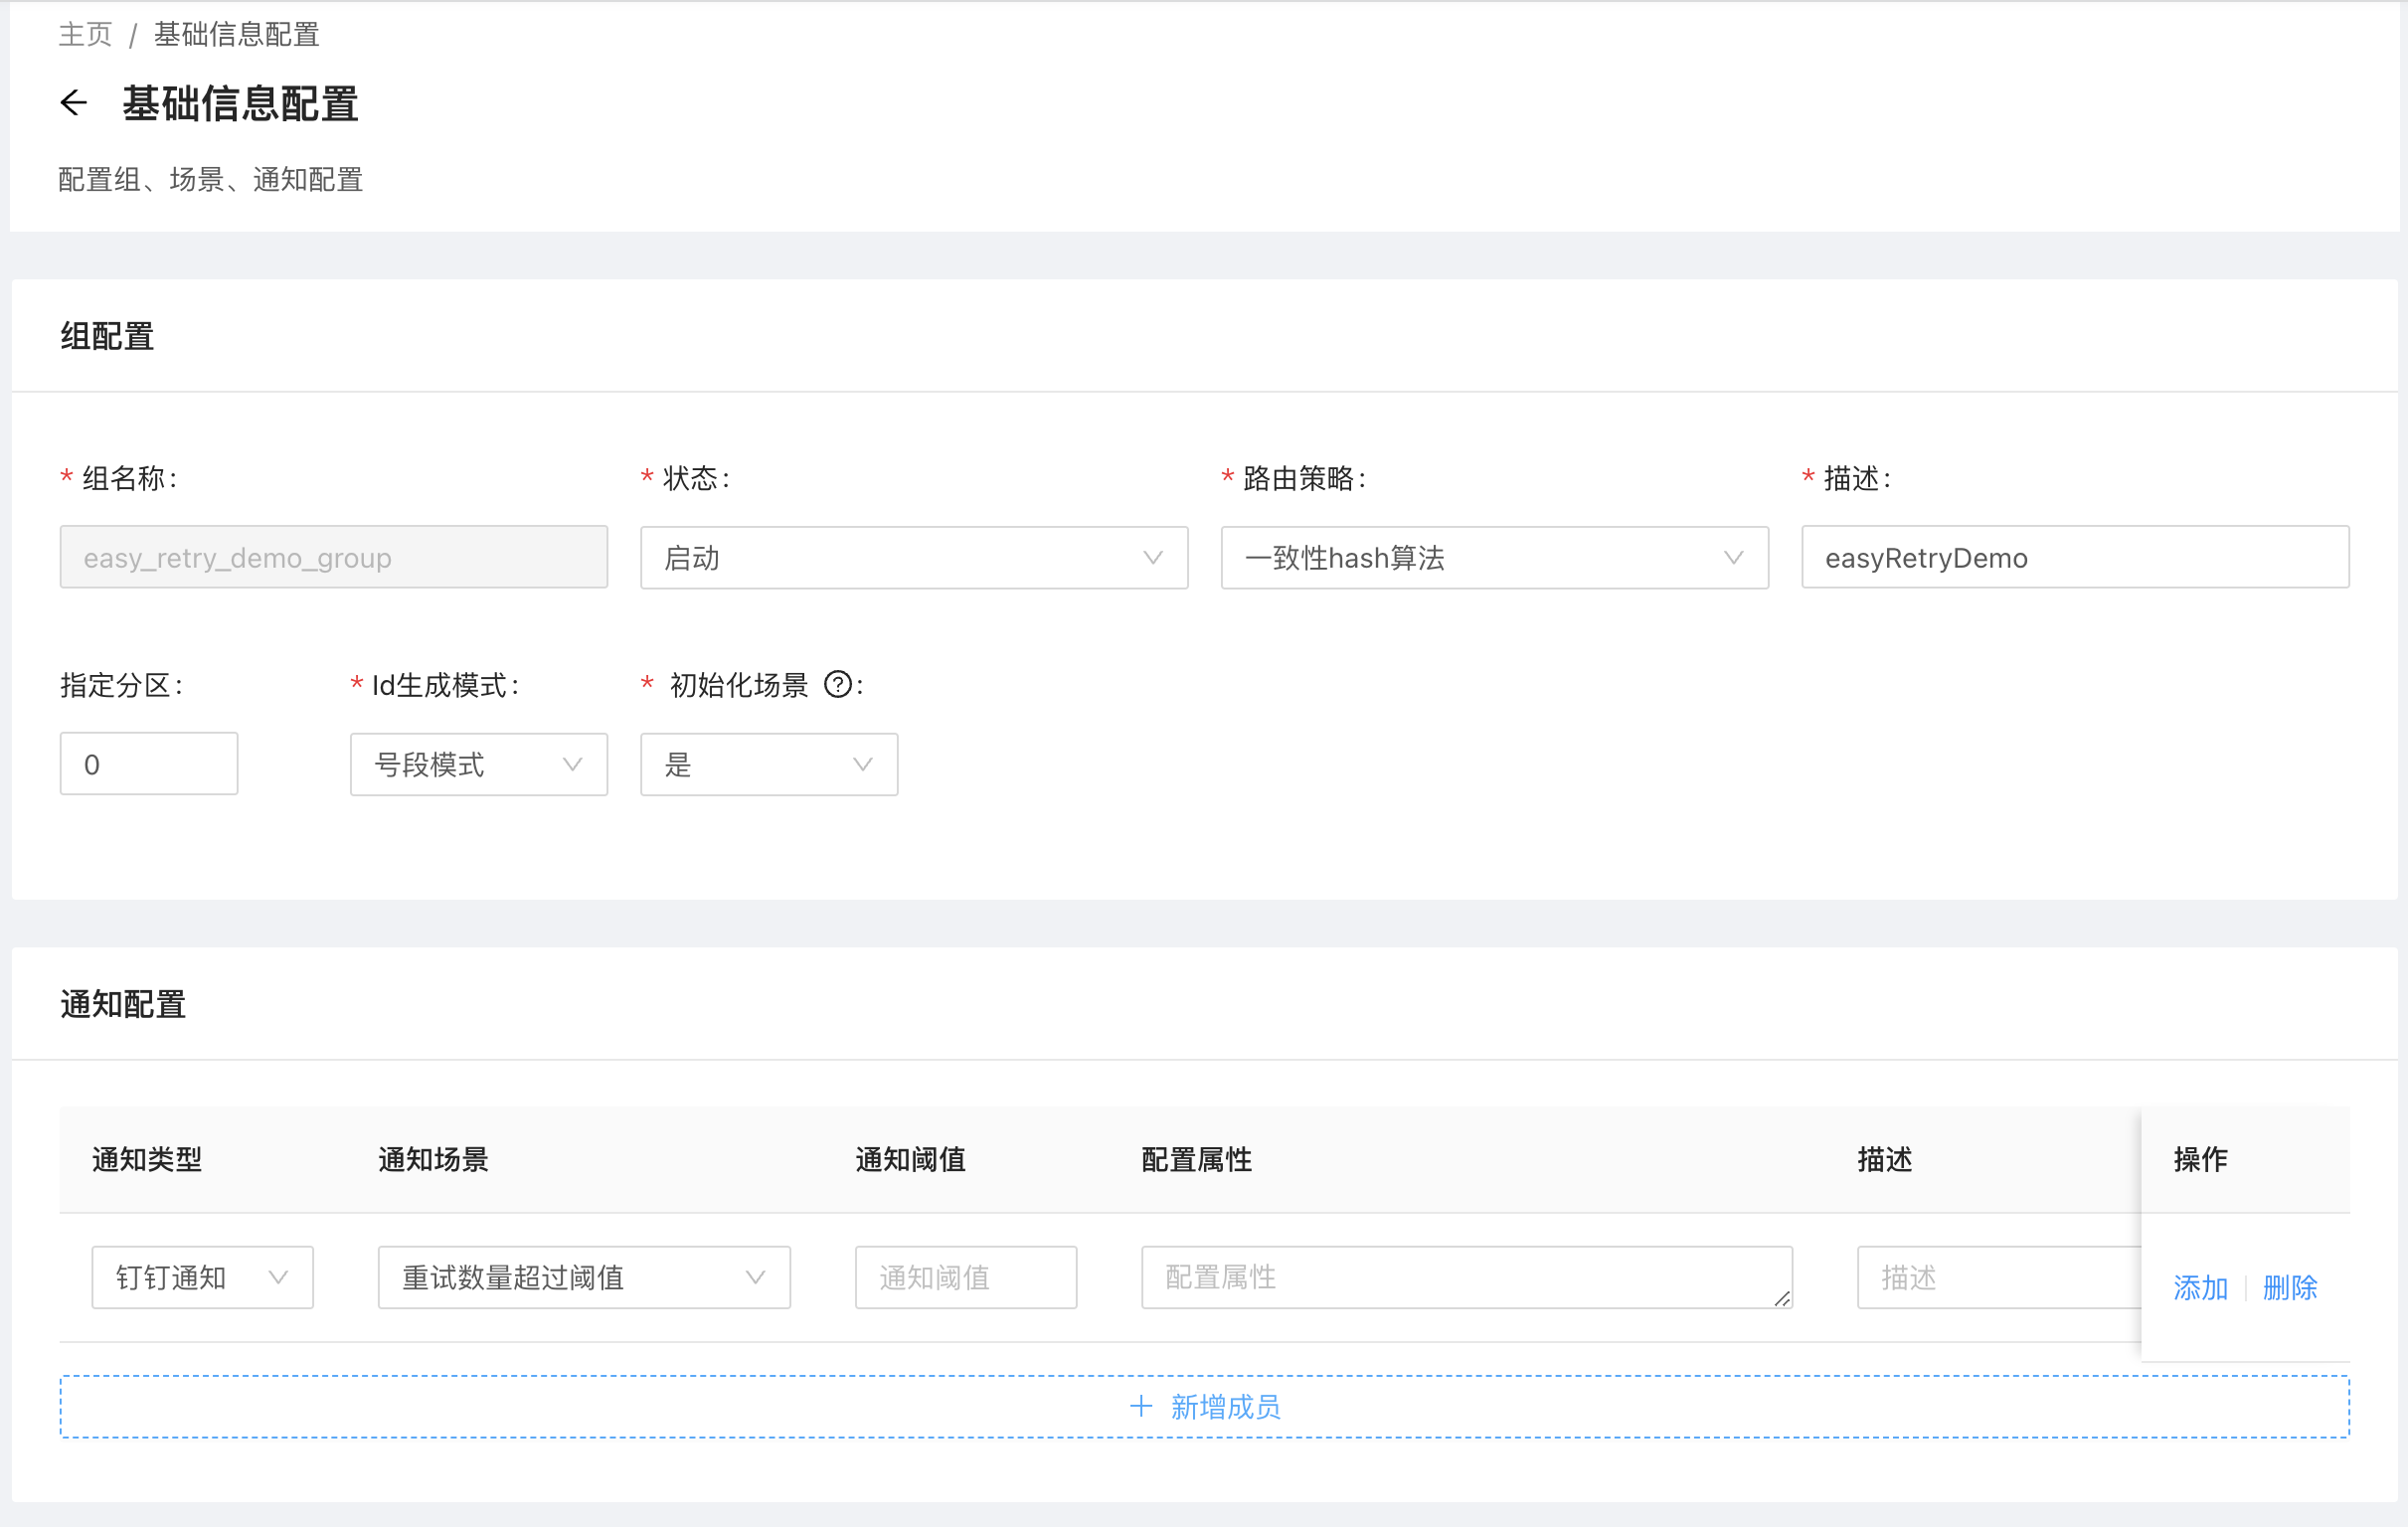 主页 / 基础信息配置
← 基础信息配置
配置组、场景、通知配置
组配置
* 组名称: * 状态: * 路由策略: * 描述:
easy_retry_demo_group 启动 一致性hash算法 easyRetryDemo
指定分区: * Id生成模式: * 初始化场景 ?:
0 号段模式 是
通知配置
通知类型 通知场景 通知阈值 配置属性 描述 操作
钉钉通知 重试数量超过阈值 通知阈值 配置属性 描述 添加 删除
+ 新增成员